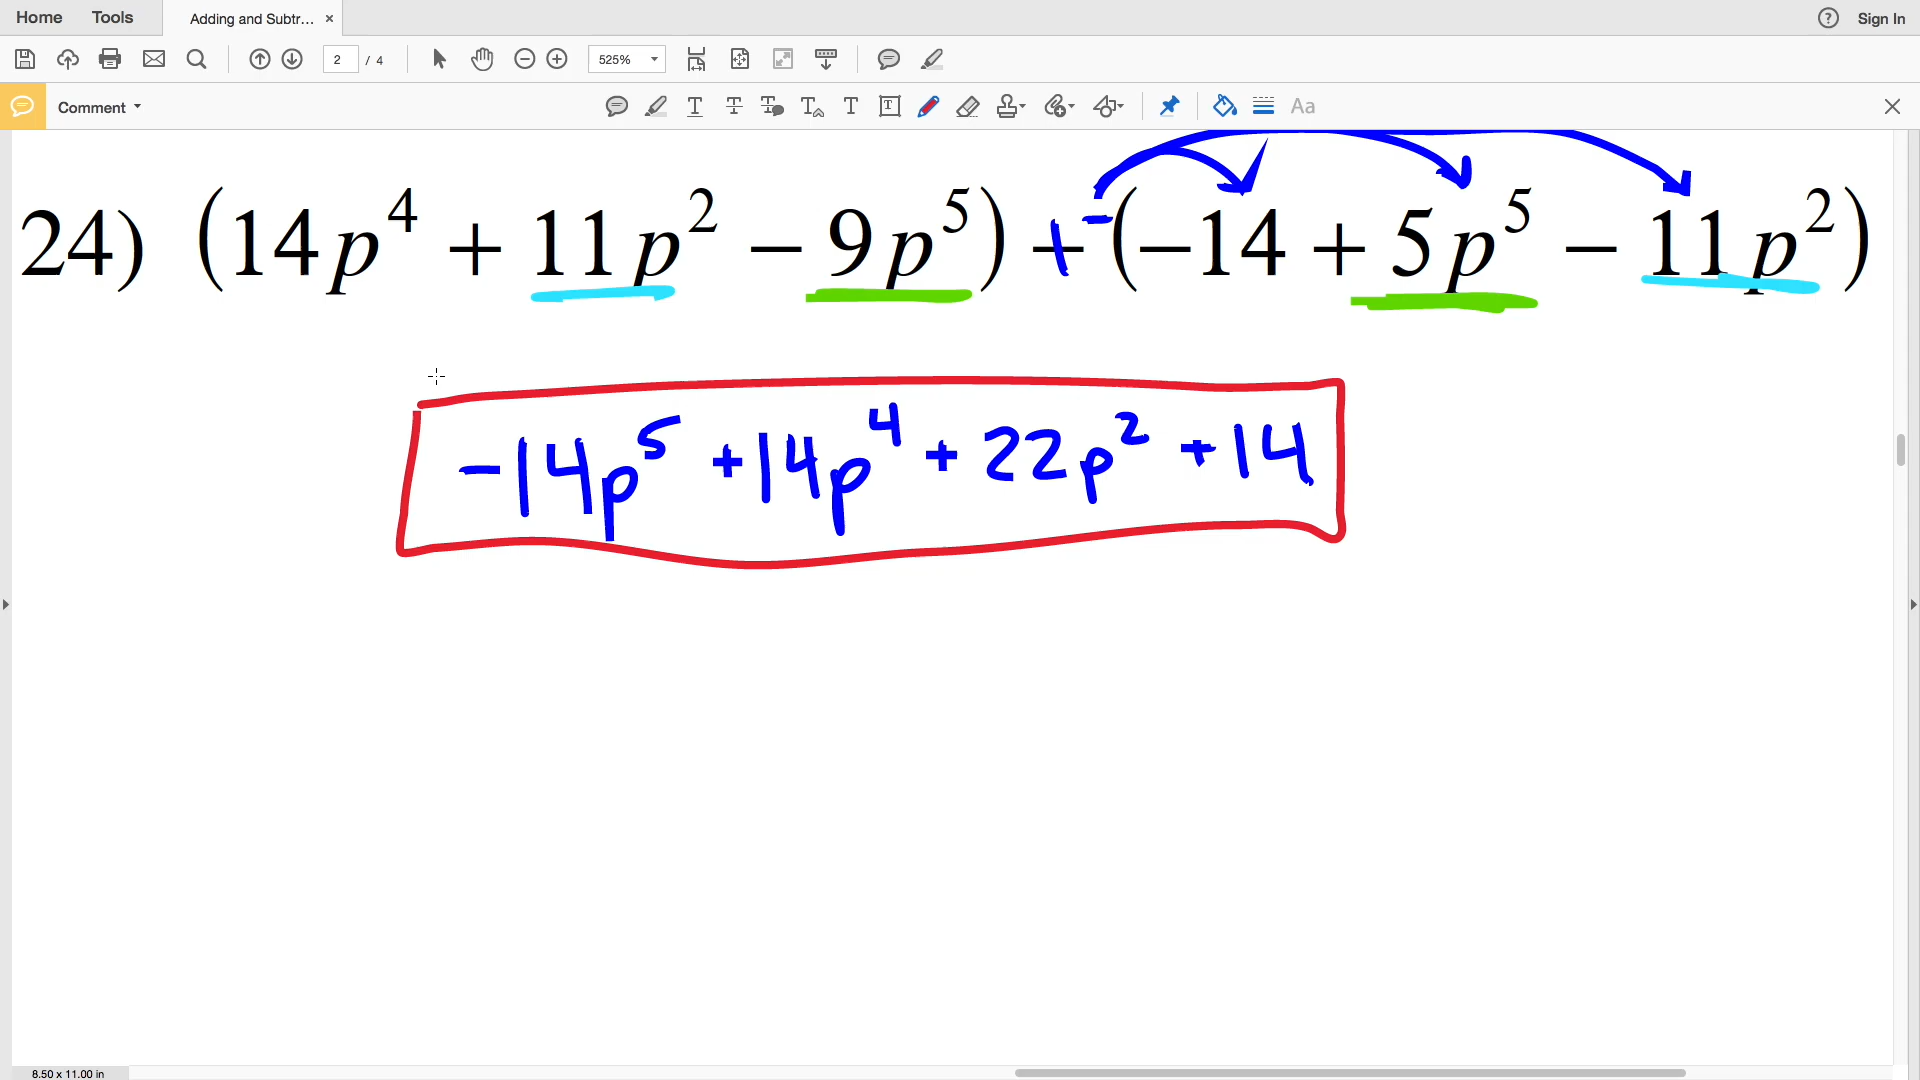 Home Tools Adding and Subtr... × ? Sign In
2 / 4 525%
Comment T T T T T T Aa
24) (14p⁴ + 11p² − 9p⁵) + -(−14 + 5p⁵ − 11p²)
-14p⁵ +14p⁴ + 22p² +14
8.50 x 11.00 in